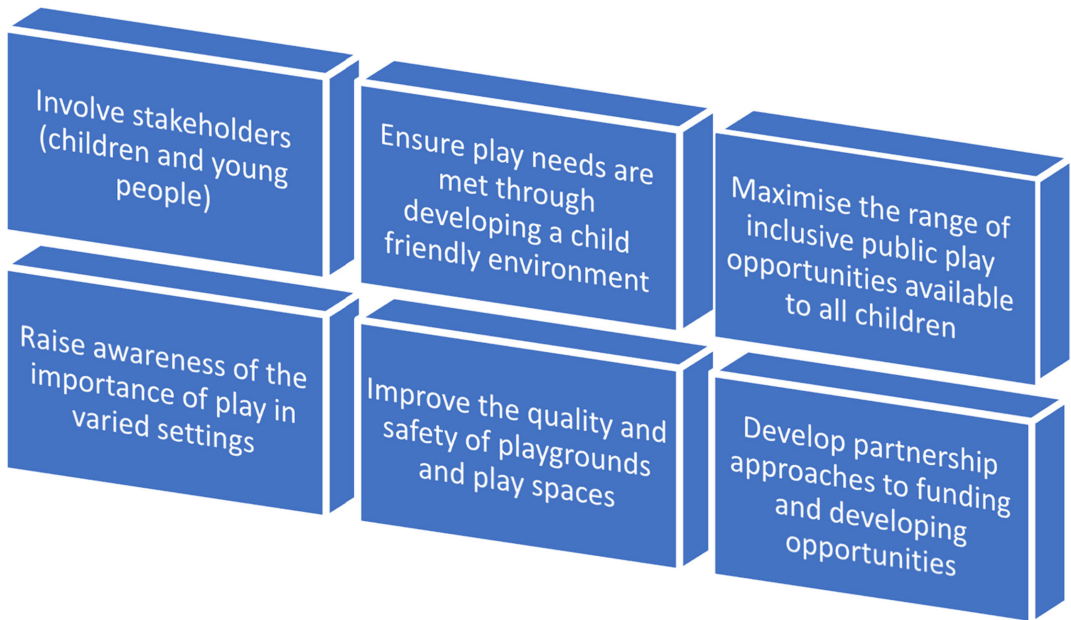 Involve stakeholders
(children and young
people)
Ensure play needs are
met through
developing a child
friendly environment
Maximise the range of
inclusive public play
opportunities available
to all children
Raise awareness of the
importance of play in
varied settings
Improve the quality and
safety of playgrounds
and play spaces
Develop partnership
approaches to funding
and developing
opportunities